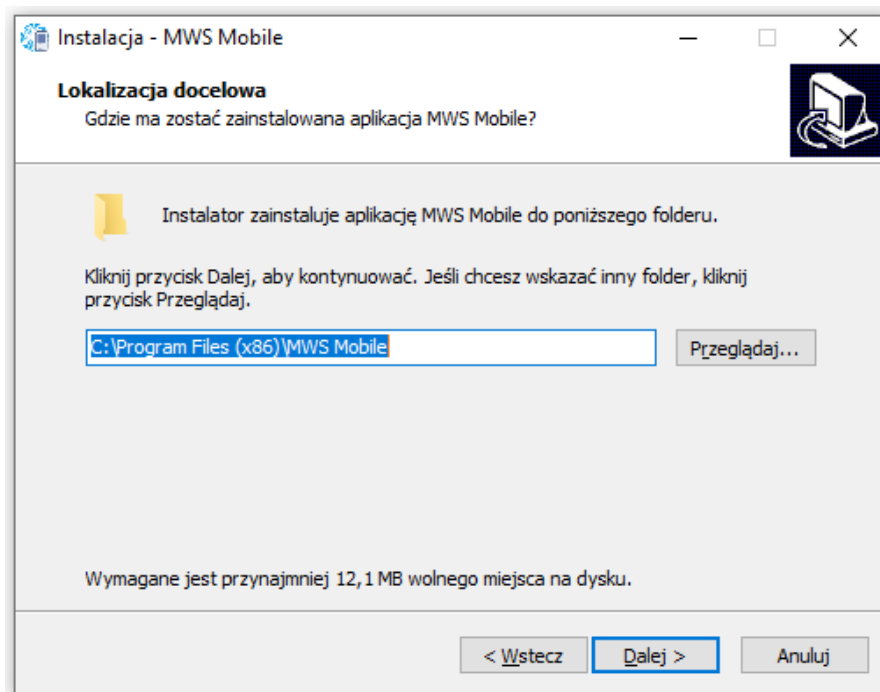 Instalacja - MWS Mobile
Lokalizacja docelowa
Gdzie ma zostać zainstalowana aplikacja MWS Mobile?
Instalator zainstaluje aplikację MWS Mobile do poniższego folderu.
Kliknij przycisk Dalej, aby kontynuować. Jeśli chcesz wskazać inny folder, kliknij
przycisk Przeglądaj.
C:\Program Files (x86)\MWS Mobile
Przeglądaj...
Wymagane jest przynajmniej 12,1 MB wolnego miejsca na dysku.
< Wstecz
Dalej >
Anuluj